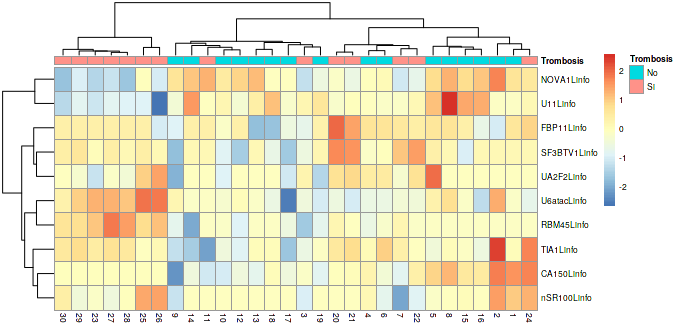 Trombosis
NOVA1Linfo
U11Linfo
FBP11Linfo
SF3BTV1Linfo
UA2F2Linfo
U6atacLinfo
RBM45Linfo
TIA1Linfo
CA150Linfo
nSR100Linfo
30 29 23 27 28 25 26 9 14 11 10 12 13 18 17 3 19 20 21 4 6 7 22 5 8 15 16 2 1 24
2
1
0
-1
-2
Trombosis
No
SI